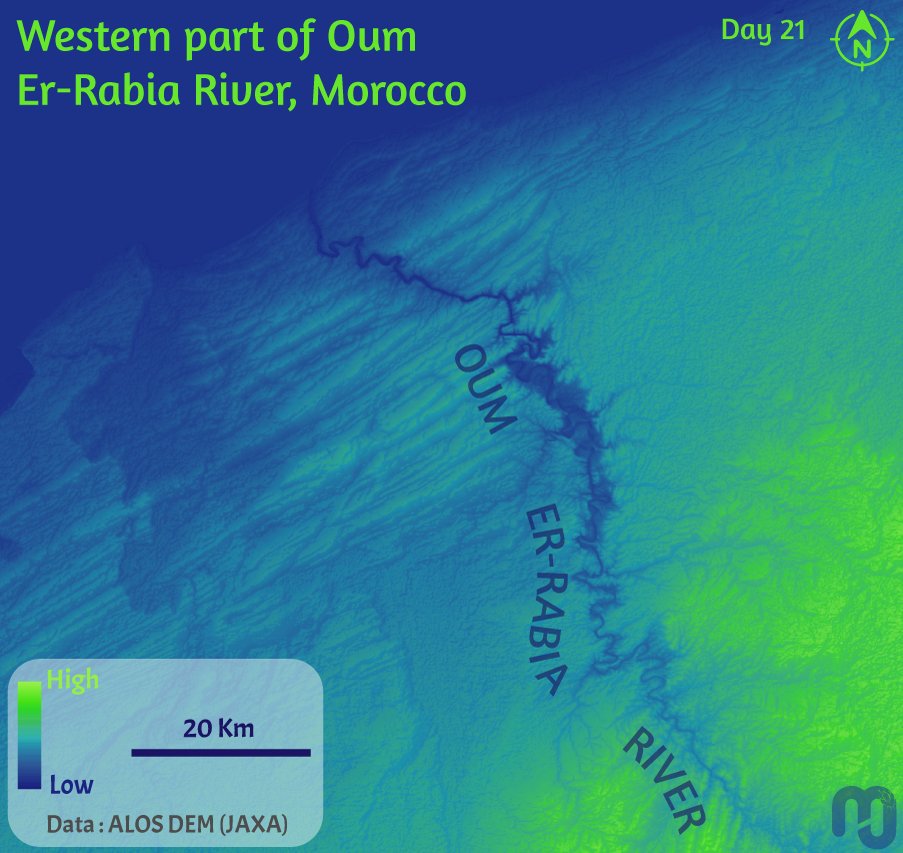 Western part of Oum
Er-Rabia River, Morocco
Day 21
N
OUM
ER-RABIA
RIVER
High
20 Km
Low
Data : ALOS DEM (JAXA)